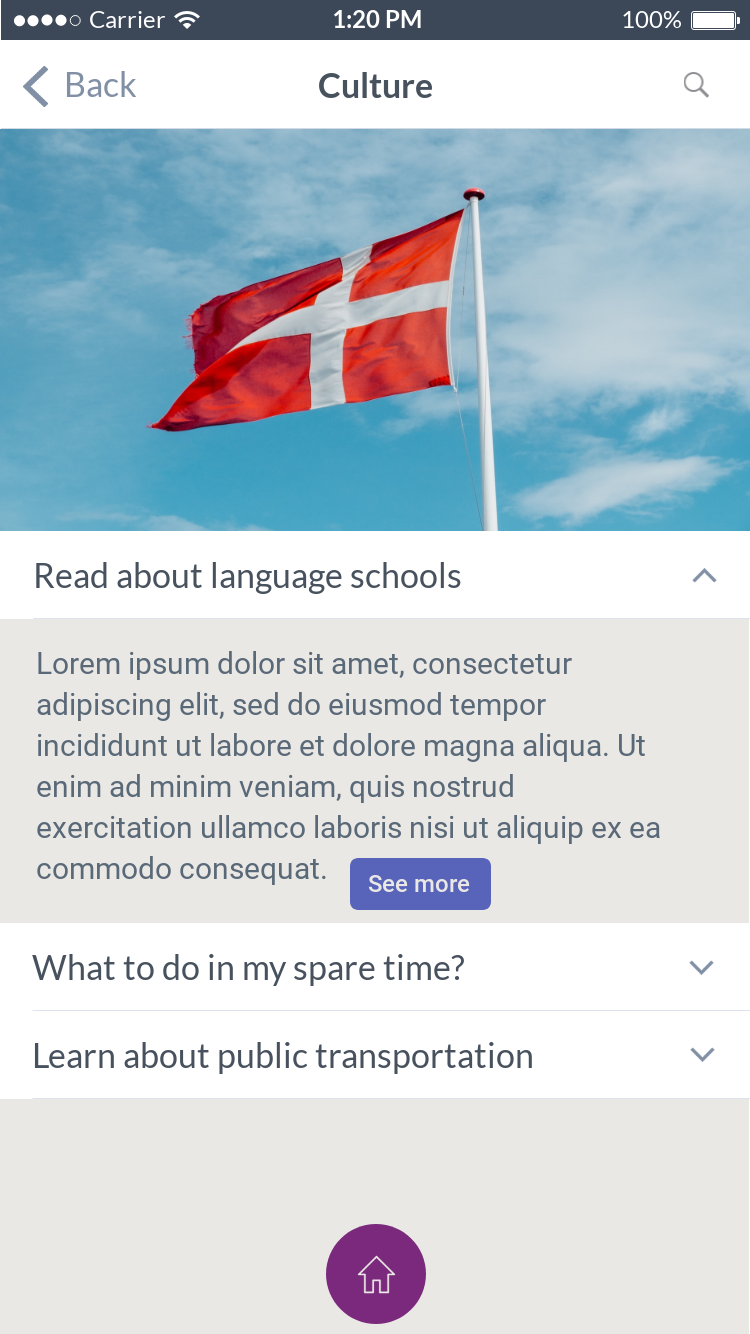 Carrier 1:20 PM 100%
Back Culture
Read about language schools
Lorem ipsum dolor sit amet, consectetur
adipiscing elit, sed do eiusmod tempor
incididunt ut labore et dolore magna aliqua. Ut
enim ad minim veniam, quis nostrud
exercitation ullamco laboris nisi ut aliquip ex ea
commodo consequat. See more
What to do in my spare time?
Learn about public transportation